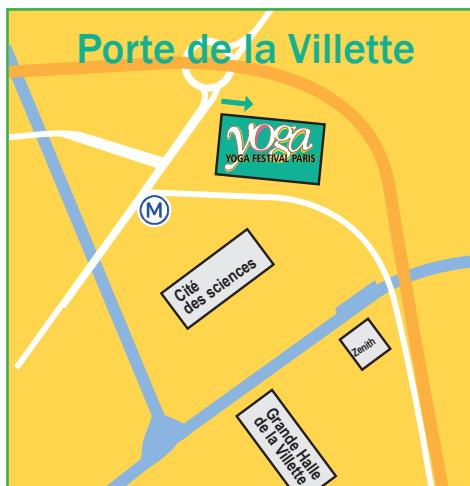 Porte de la Villette
yoga
YOGA FESTIVAL PARIS
M
Cité
des sciences
Zenith
Grande Halle
de la Villette